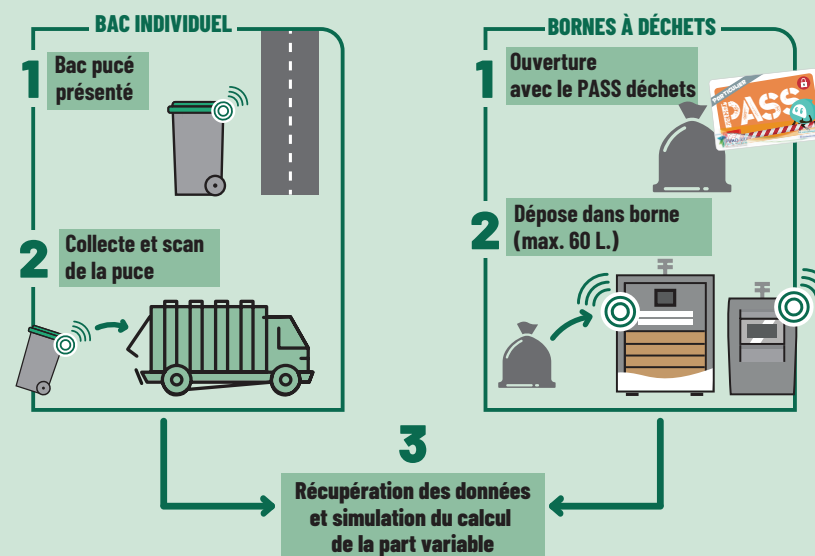 BAC INDIVIDUEL
1
Bac pucé
présenté
2
Collecte et scan
de la puce
BORNES À DÉCHETS
1
Ouverture
avec le PASS déchets
PARTICULIER
PASS
2
Dépose dans borne
(max. 60 L.)
3
Récupération des données
et simulation du calcul
de la part variable